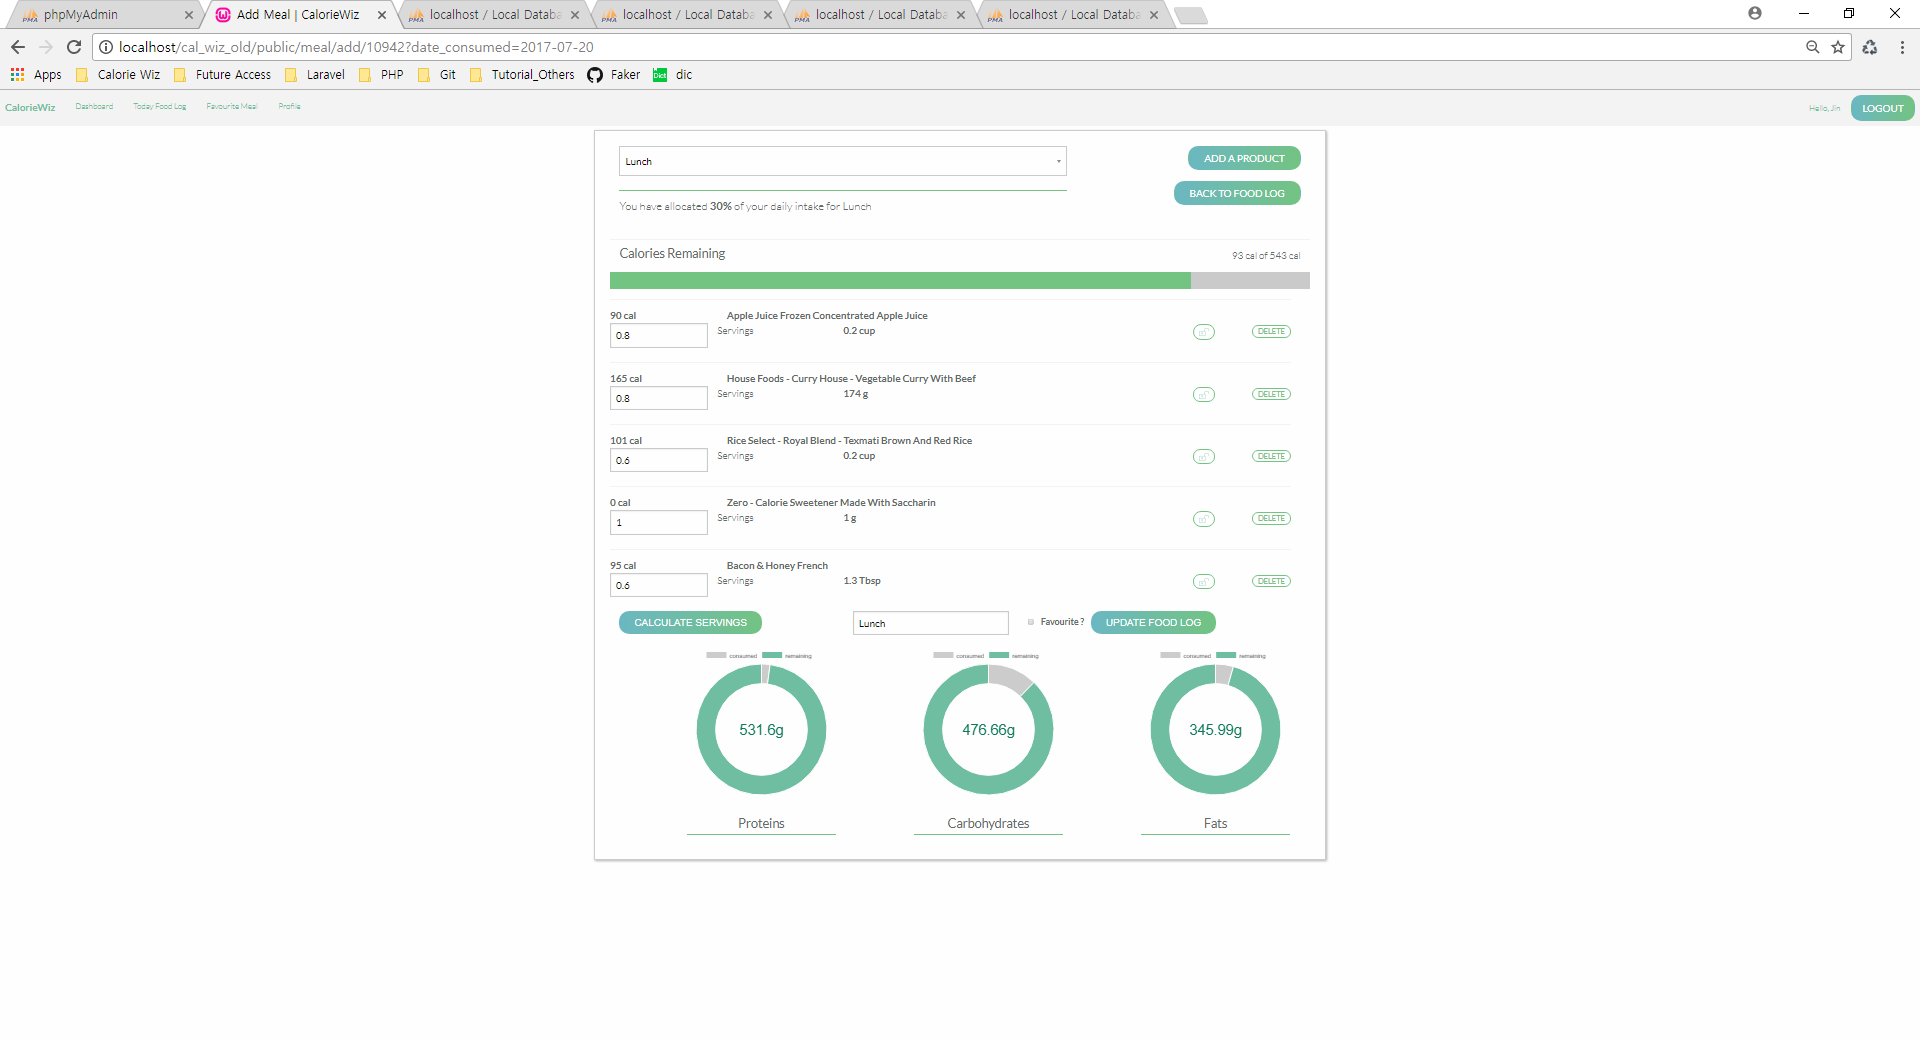 phpMyAdmin
Add Meal | CalorieWiz
localhost / Local Databa
localhost / Local Databa
localhost / Local Databa
localhost / Local Databa
localhost/cal_wiz_old/public/meal/add/10942?date_consumed=2017-07-20
Apps
Calorie Wiz
Future Access
Laravel
PHP
Git
Tutorial_Others
Faker
dic
CalorieWiz
Dashboard
Today Food Log
Favourite Meal
Profile
Hello, Jin
LOGOUT
Lunch
ADD A PRODUCT
BACK TO FOOD LOG
You have allocated 30% of your daily intake for Lunch
Calories Remaining
93 cal of 543 cal
90 cal
Apple Juice Frozen Concentrated Apple Juice
0.8
Servings
0.2 cup
DELETE
165 cal
House Foods - Curry House - Vegetable Curry With Beef
0.8
Servings
174 g
DELETE
101 cal
Rice Select - Royal Blend - Texmati Brown And Red Rice
0.6
Servings
0.2 cup
DELETE
0 cal
Zero - Calorie Sweetener Made With Saccharin
1
Servings
1 g
DELETE
95 cal
Bacon & Honey French
0.6
Servings
1.3 Tbsp
DELETE
CALCULATE SERVINGS
Lunch
Favourite ?
UPDATE FOOD LOG
consumed
remaining
consumed
remaining
consumed
remaining
531.6g
476.66g
345.99g
Proteins
Carbohydrates
Fats